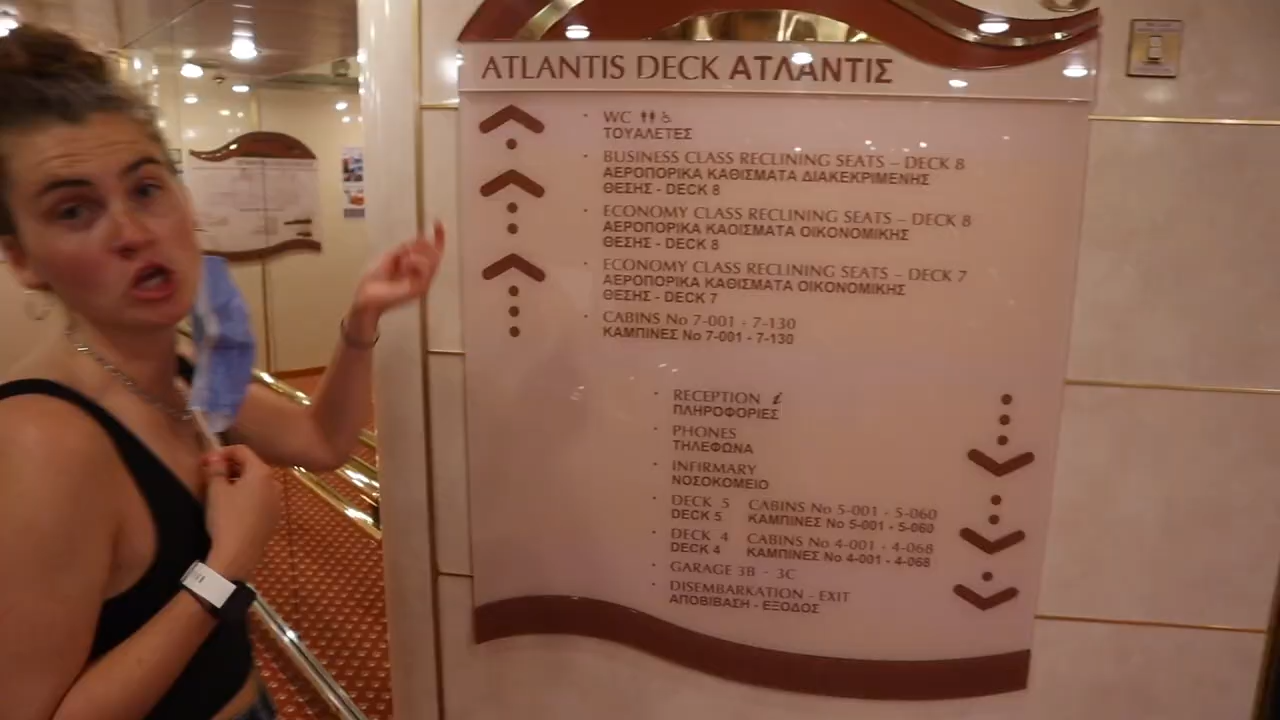 ATLANTIS DECK ΑΤΛΑΝΤΙΣ
WC
ΤΟΥΑΛΕΤΕΣ
BUSINESS CLASS RECLINING SEATS – DECK 8
ΑΕΡΟΠΟΡΙΚΑ ΚΑΘΙΣΜΑΤΑ ΔΙΑΚΕΚΡΙΜΕΝΗΣ
ΘΕΣΗΣ - DECK 8
ECONOMY CLASS RECLINING SEATS – DECK 8
ΑΕΡΟΠΟΡΙΚΑ ΚΑΟΙΣΜΑΤΑ ΟΙΚΟΝΟΜΙΚΗΣ
ΘΕΣΗΣ - DECK 8
ECONOMY CLASS RECLINING SEATS – DECK 7
ΑΕΡΟΠΟΡΙΚΑ ΚΑΘΙΣΜΑΤΑ ΟΙΚΟΝΟΜΙΚΗΣ
ΘΕΣΗΣ - DECK 7
CABINS No 7-001 - 7-130
ΚΑΜΠΙΝΕΣ Νο 7-001 - 7-130
RECEPTION i
ΠΛΗΡΟΦΟΡΙΕΣ
PHONES
ΤΗΛΕΦΩΝΑ
INFIRMARY
ΝΟΣΟΚΟΜΕΙΟ
DECK 5 CABINS No 5-001 - 5-060
DECK 5 ΚΑΜΠΙΝΕΣ Νο 5-001 - 5-060
DECK 4 CABINS No 4-001 - 4-068
DECK 4 ΚΑΜΠΙΝΕΣ Νο 4-001 - 4-068
GARAGE 3B - 3C
DISEMBARKATION - EXIT
ΑΠΟΒΙΒΑΣΗ - ΕΞΟΔΟΣ